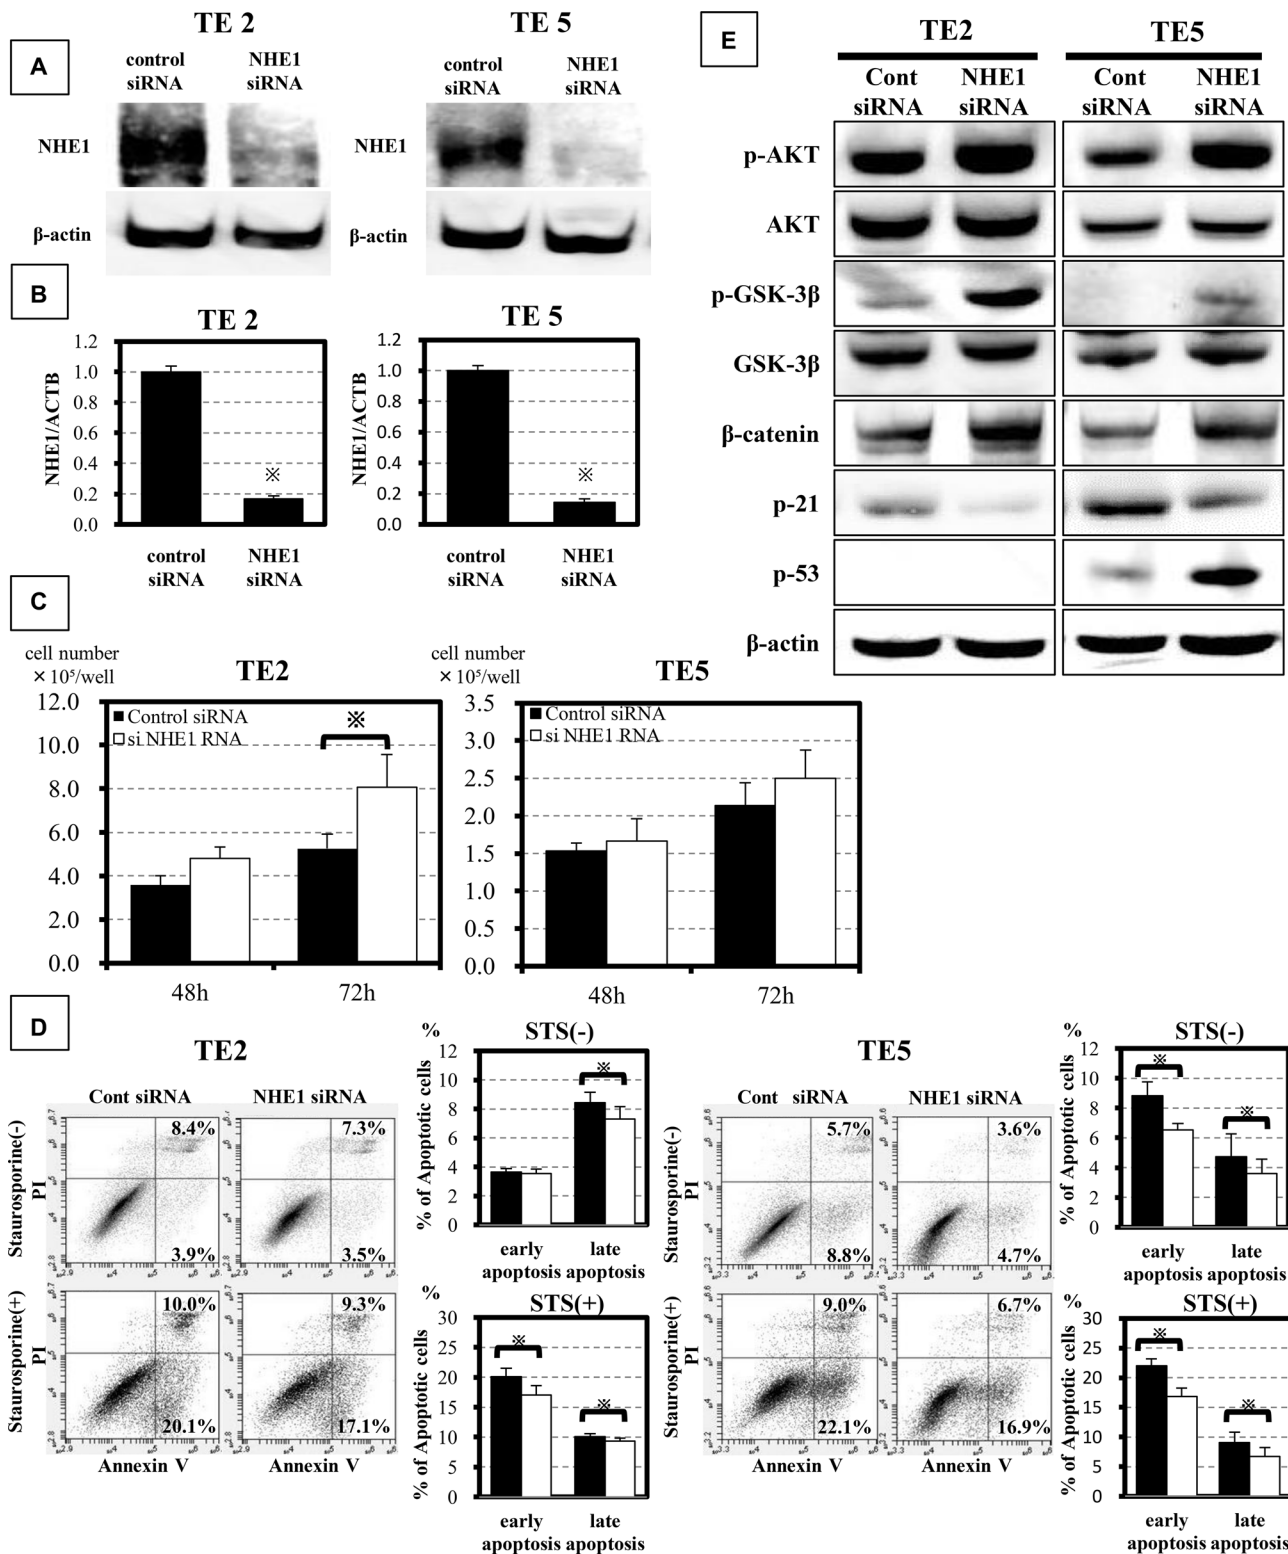 A
TE 2
TE 5
control
siRNA
NHE1
siRNA
control
siRNA
NHE1
siRNA
NHE1
NHE1
β-actin
β-actin
B
TE 2
TE 5
NHE1/ACTB
1.2
1.0
0.8
0.6
0.4
0.2
0.0
※
control
siRNA
NHE1
siRNA
NHE1/ACTB
1.2
1.0
0.8
0.6
0.4
0.2
0.0
※
control
siRNA
NHE1
siRNA
C
cell number
×10⁵/well
TE2
12.0
10.0
8.0
6.0
4.0
2.0
0.0
Control siRNA
si NHE1 RNA
※
48h
72h
cell number
×10⁵/well
TE5
3.5
3.0
2.5
2.0
1.5
1.0
0.5
0.0
Control siRNA
si NHE1 RNA
48h
72h
D
TE2
Cont siRNA
NHE1 siRNA
Staurosporine(-)
PI
8.4%
3.9%
7.3%
3.5%
Staurosporine(+)
PI
10.0%
20.1%
9.3%
17.1%
Annexin V
Annexin V
%
STS(-)
% of Apoptotic cells
12
10
8
6
4
2
0
※
early
apoptosis
late
apoptosis
%
STS(+)
% of Apoptotic cells
30
25
20
15
10
5
0
※
※
early
apoptosis
late
apoptosis
TE5
Cont siRNA
NHE1 siRNA
Staurosporine(-)
PI
5.7%
8.8%
3.6%
4.7%
Staurosporine(+)
PI
9.0%
22.1%
6.7%
16.9%
Annexin V
Annexin V
%
STS(-)
% of Apoptotic cells
12
10
8
6
4
2
0
※
※
early
apoptosis
late
apoptosis
%
STS(+)
% of Apoptotic cells
30
25
20
15
10
5
0
※
※
early
apoptosis
late
apoptosis
E
TE2
TE5
Cont
siRNA
NHE1
siRNA
Cont
siRNA
NHE1
siRNA
p-AKT
AKT
p-GSK-3β
GSK-3β
β-catenin
p-21
p-53
β-actin